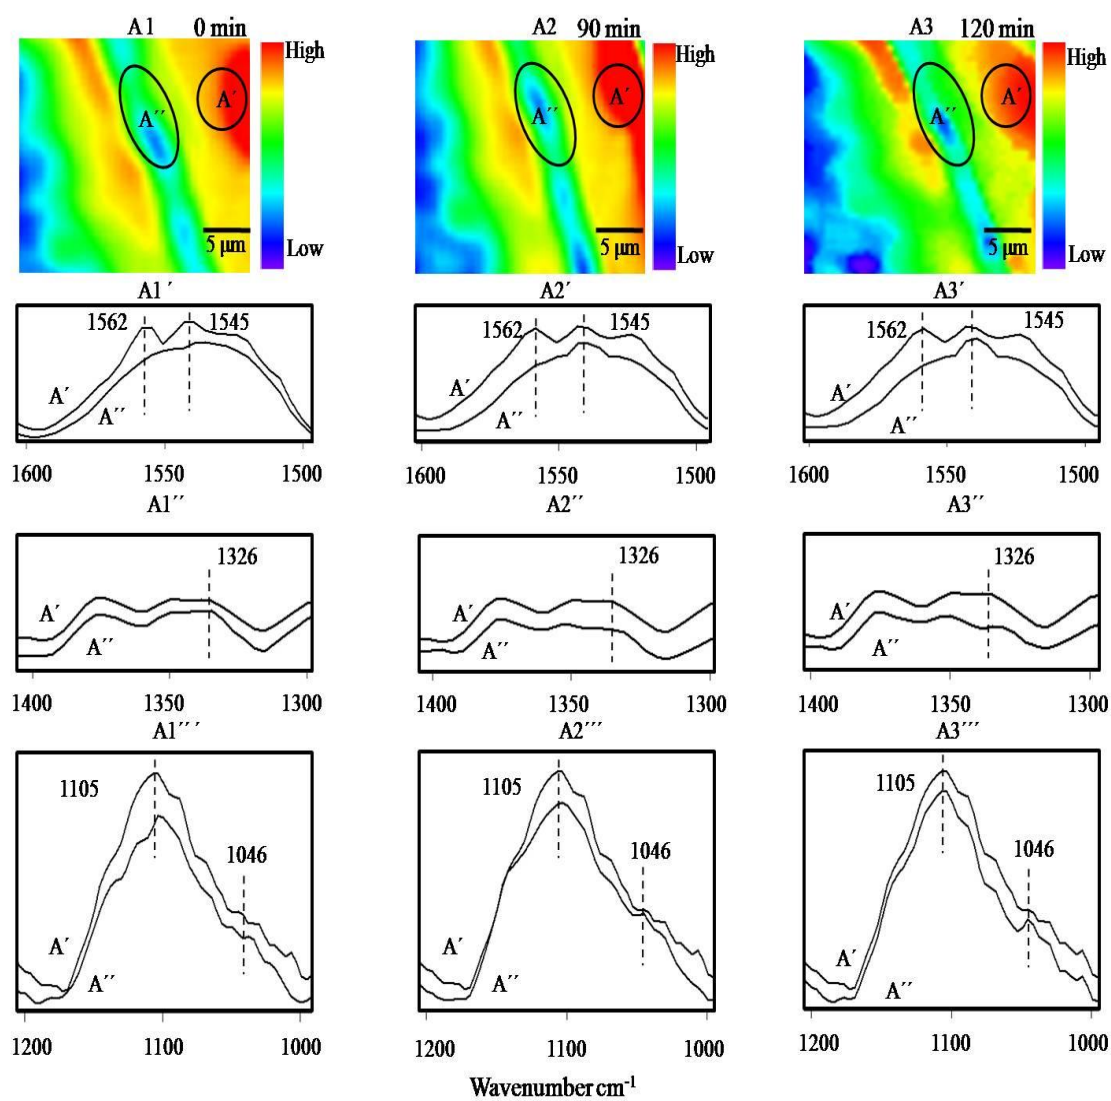 A1 0 min A2 90 min A3 120 min
High High High
A´ A´ A´
A´´ A´´ A´´
5 μm 5 μm 5 μm
Low Low Low
A1´ A2´ A3´
1562 1545 1562 1545 1562 1545
A´ A´ A´
A´´ A´´ A´´
1600 1550 1500 1600 1550 1500 1600 1550 1500
A1´´ A2´´ A3´´
1326 1326 1326
A´ A´ A´
A´´ A´´ A´´
1400 1350 1300 1400 1350 1300 1400 1350 1300
A1´´´ A2´´´ A3´´´
1105 1105 1105
1046 1046 1046
A´ A´ A´
A´´ A´´ A´´
1200 1100 1000 1200 1100 1000 1200 1100 1000
Wavenumber cm⁻¹